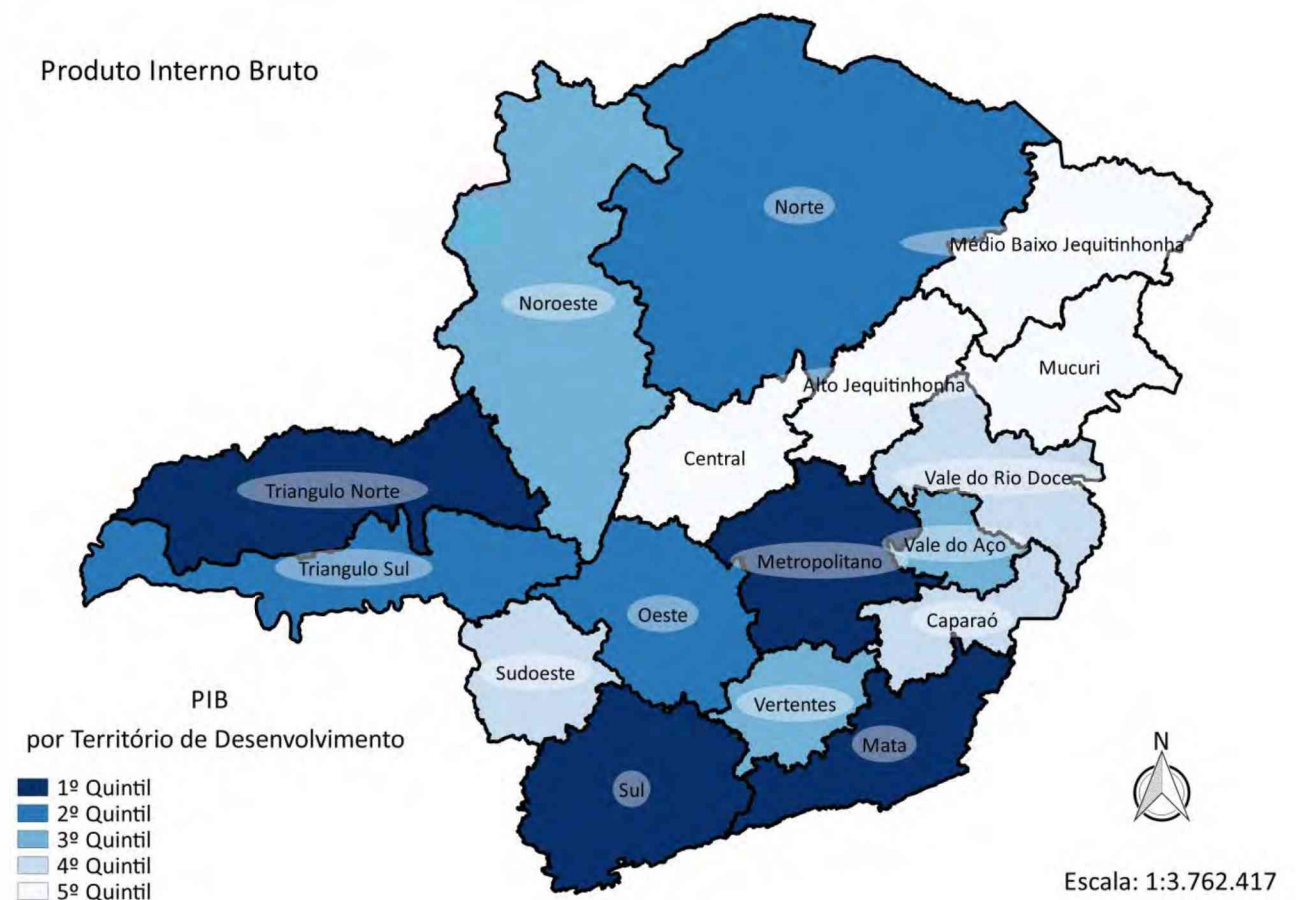 Produto Interno Bruto
Norte
Médio Baixo Jequitinhonha
Noroeste
Mucuri
Alto Jequitinhonha
Central
Vale do Rio Doce
Triangulo Norte
Vale do Aço
Metropolitano
Triangulo Sul
Oeste
Caparaó
Sudoeste
Vertentes
Mata
Sul
PIB
por Território de Desenvolvimento
1º Quintil
2º Quintil
3º Quintil
4º Quintil
5º Quintil
N
Escala: 1:3.762.417